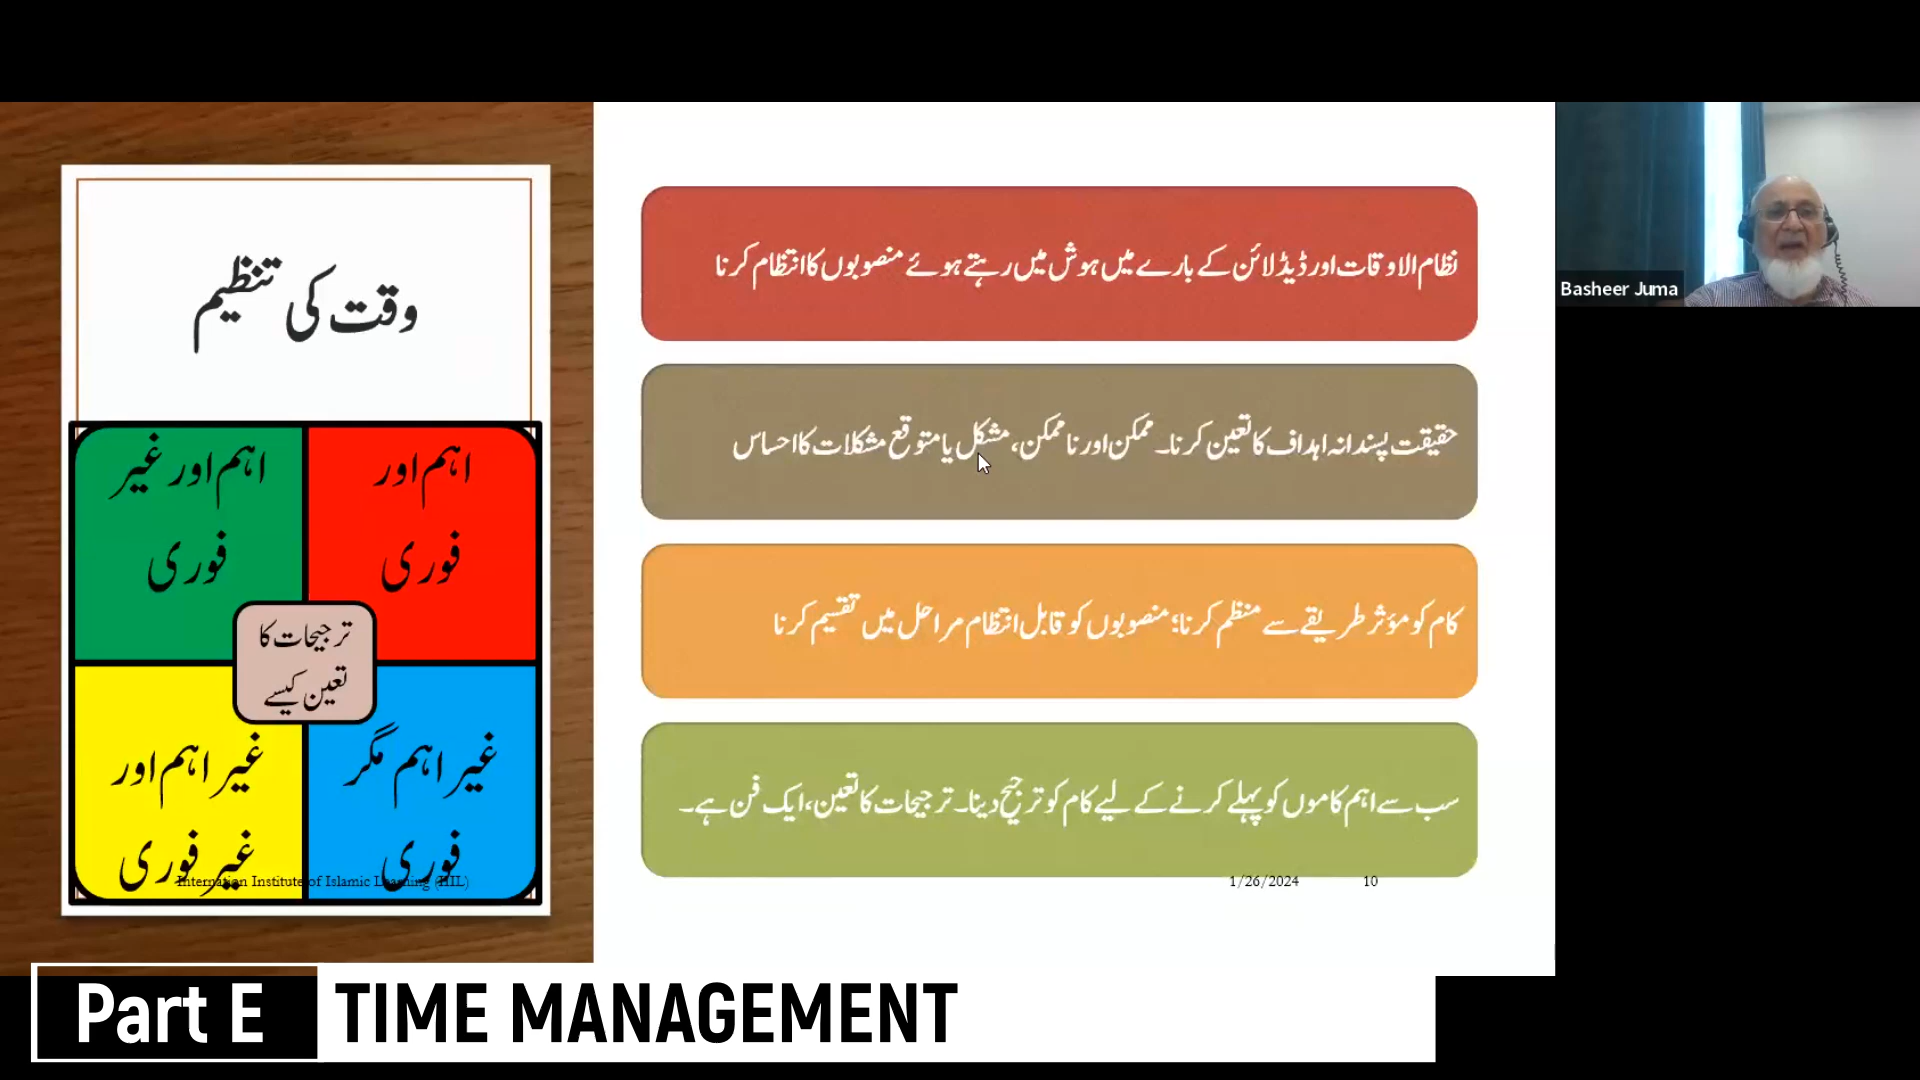 وقت کی تنظیم
اہم اور
فوری
اہم اور غیر
فوری
ترجیحات کا
تعین کیسے
غیر اہم مگر
فوری
غیر اہم اور
غیر فوری
Internation Institute of Islamic Learning (IIL)
نظام الاوقات اور ڈیڈ لائن کے بارے میں ہوش میں رہتے ہوئے منصوبوں کا انتظام کرنا
حقیقت پسندانہ اہداف کا تعین کرنا۔ ممکن اور نا ممکن، مشکل یا متوقع مشکلات کا احساس
کام کو مؤثر طریقے سے منظم کرنا؛ منصوبوں کو قابل انتظام مراحل میں تقسیم کرنا
سب سے اہم کاموں کو پہلے کرنے کے لیے کام کو ترجیح دینا۔ ترجیحات کا تعین، ایک فن ہے۔
1/26/2024 10
Basheer Juma
Part E TIME MANAGEMENT